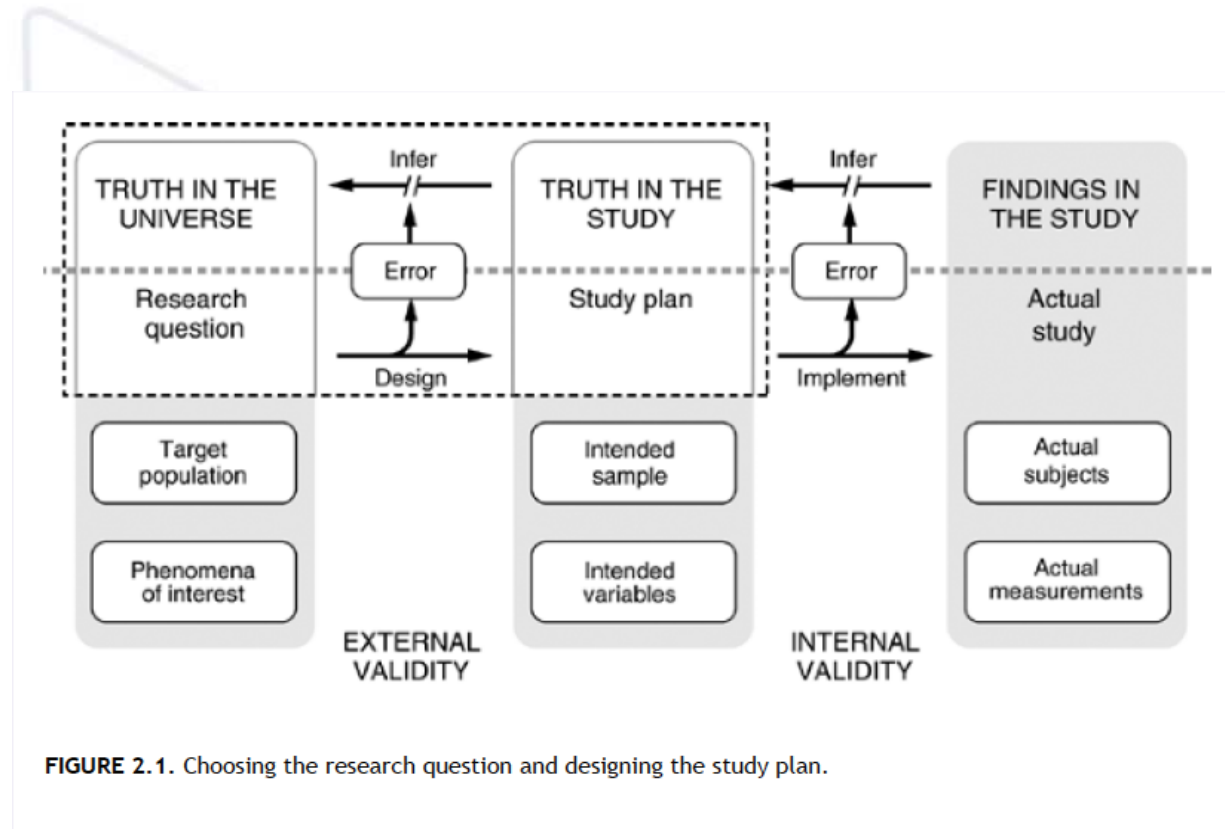 TRUTH IN THE
UNIVERSE
Research
question
Target
population
Phenomena
of interest
Infer
Error
Design
EXTERNAL
VALIDITY
TRUTH IN THE
STUDY
Study plan
Intended
sample
Intended
variables
Infer
Error
Implement
INTERNAL
VALIDITY
FINDINGS IN
THE STUDY
Actual
study
Actual
subjects
Actual
measurements
FIGURE 2.1. Choosing the research question and designing the study plan.